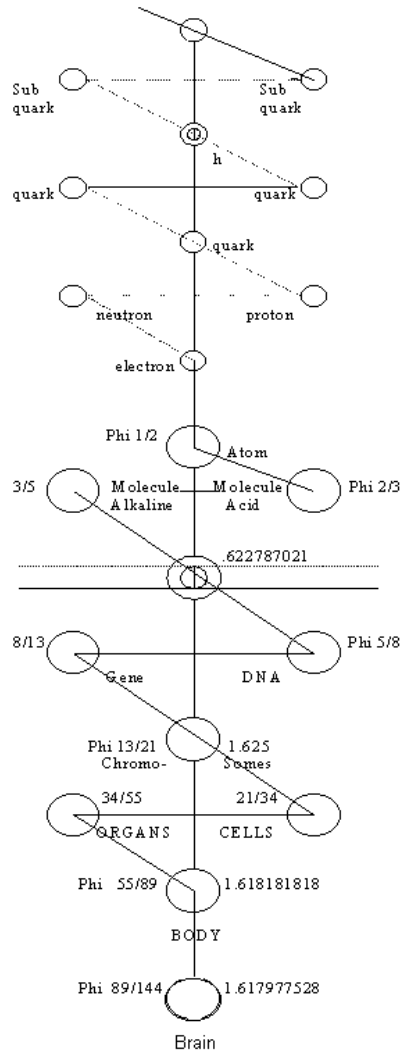 Sub quark
Sub quark
h
quark
quark
quark
neutron
proton
electron
Phi 1/2
Atom
3/5
Molecule Alkaline
Molecule Acid
Phi 2/3
.622787021
8/13
Gene
DNA
Phi 5/8
Phi 13/21
1.625
Chromo-
Somes
34/55
21/34
ORGANS
CELLS
Phi 55/89
1.618181818
BODY
Phi 89/144
1.617977528
Brain